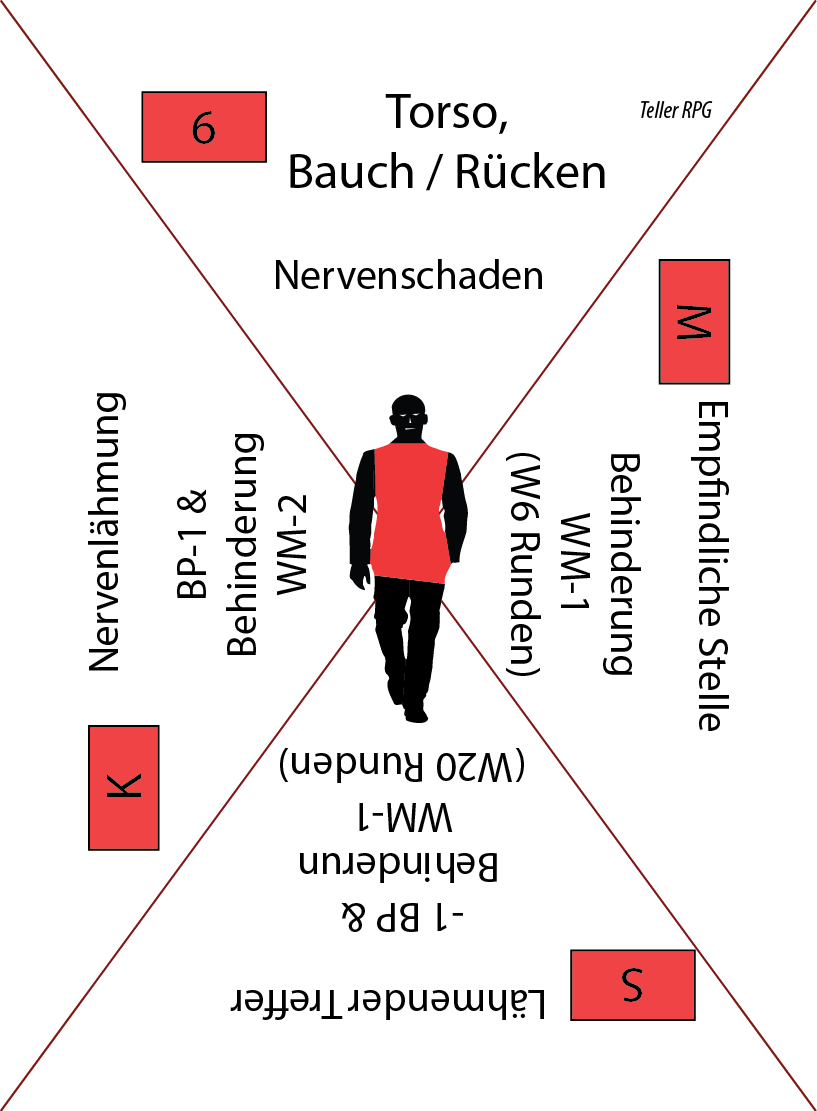 6
Torso,
Bauch / Rücken
Teller RPG
Nervenschaden
M
Empfindliche Stelle
Behinderung
WM-1
(W6 Runden)
S
Lähmender Treffer
-1 BP &
Behinderun
WM-1
(W20 Runden)
K
Nervenlähmung
BP-1 &
Behinderung
WM-2